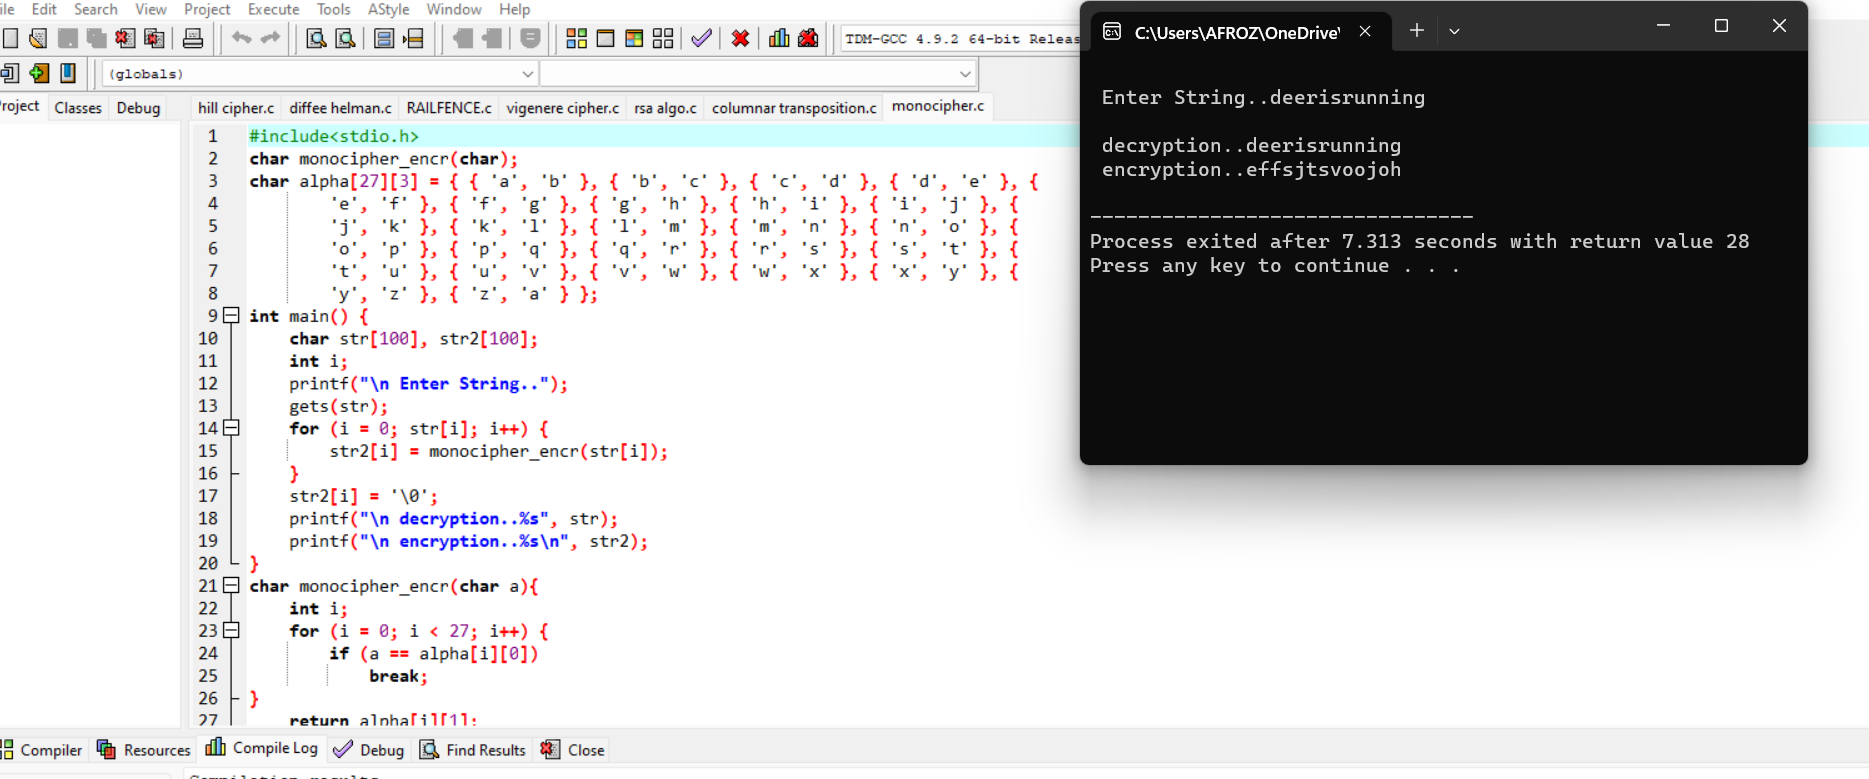 File Edit Search View Project Execute Tools AStyle Window Help
TDM-GCC 4.9.2 64-bit Releas
(globals)
Project Classes Debug
hill cipher.c diffee helman.c RAILFENCE.c vigenere cipher.c rsa algo.c columnar transposition.c monocipher.c
1 #include<stdio.h>
2 char monocipher_encr(char);
3 char alpha[27][3] = { { 'a', 'b' }, { 'b', 'c' }, { 'c', 'd' }, { 'd', 'e' }, {
4 'e', 'f' }, { 'f', 'g' }, { 'g', 'h' }, { 'h', 'i' }, { 'i', 'j' }, {
5 'j', 'k' }, { 'k', 'l' }, { 'l', 'm' }, { 'm', 'n' }, { 'n', 'o' }, {
6 'o', 'p' }, { 'p', 'q' }, { 'q', 'r' }, { 'r', 's' }, { 's', 't' }, {
7 't', 'u' }, { 'u', 'v' }, { 'v', 'w' }, { 'w', 'x' }, { 'x', 'y' }, {
8 'y', 'z' }, { 'z', 'a' } };
9 int main() {
10 char str[100], str2[100];
11 int i;
12 printf("\n Enter String..");
13 gets(str);
14 for (i = 0; str[i]; i++) {
15 str2[i] = monocipher_encr(str[i]);
16 }
17 str2[i] = '\0';
18 printf("\n decryption..%s", str);
19 printf("\n encryption..%s\n", str2);
20 }
21 char monocipher_encr(char a){
22 int i;
23 for (i = 0; i < 27; i++) {
24 if (a == alpha[i][0])
25 break;
26 }
27 return alpha[i][1];
Compiler Resources Compile Log Debug Find Results Close
Compilation results
C:\Users\AFROZ\OneDrive\
Enter String..deerisrunning
decryption..deerisrunning
encryption..effsjtsvoojoh
--------------------------------
Process exited after 7.313 seconds with return value 28
Press any key to continue . . .